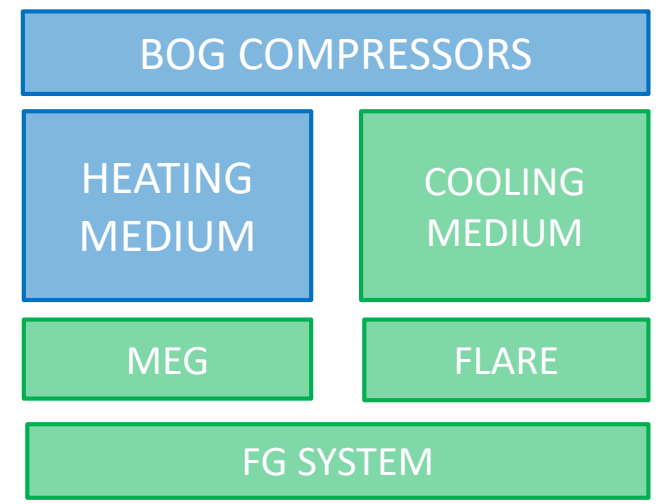 BOG COMPRESSORS
HEATING
MEDIUM
COOLING
MEDIUM
MEG
FLARE
FG SYSTEM